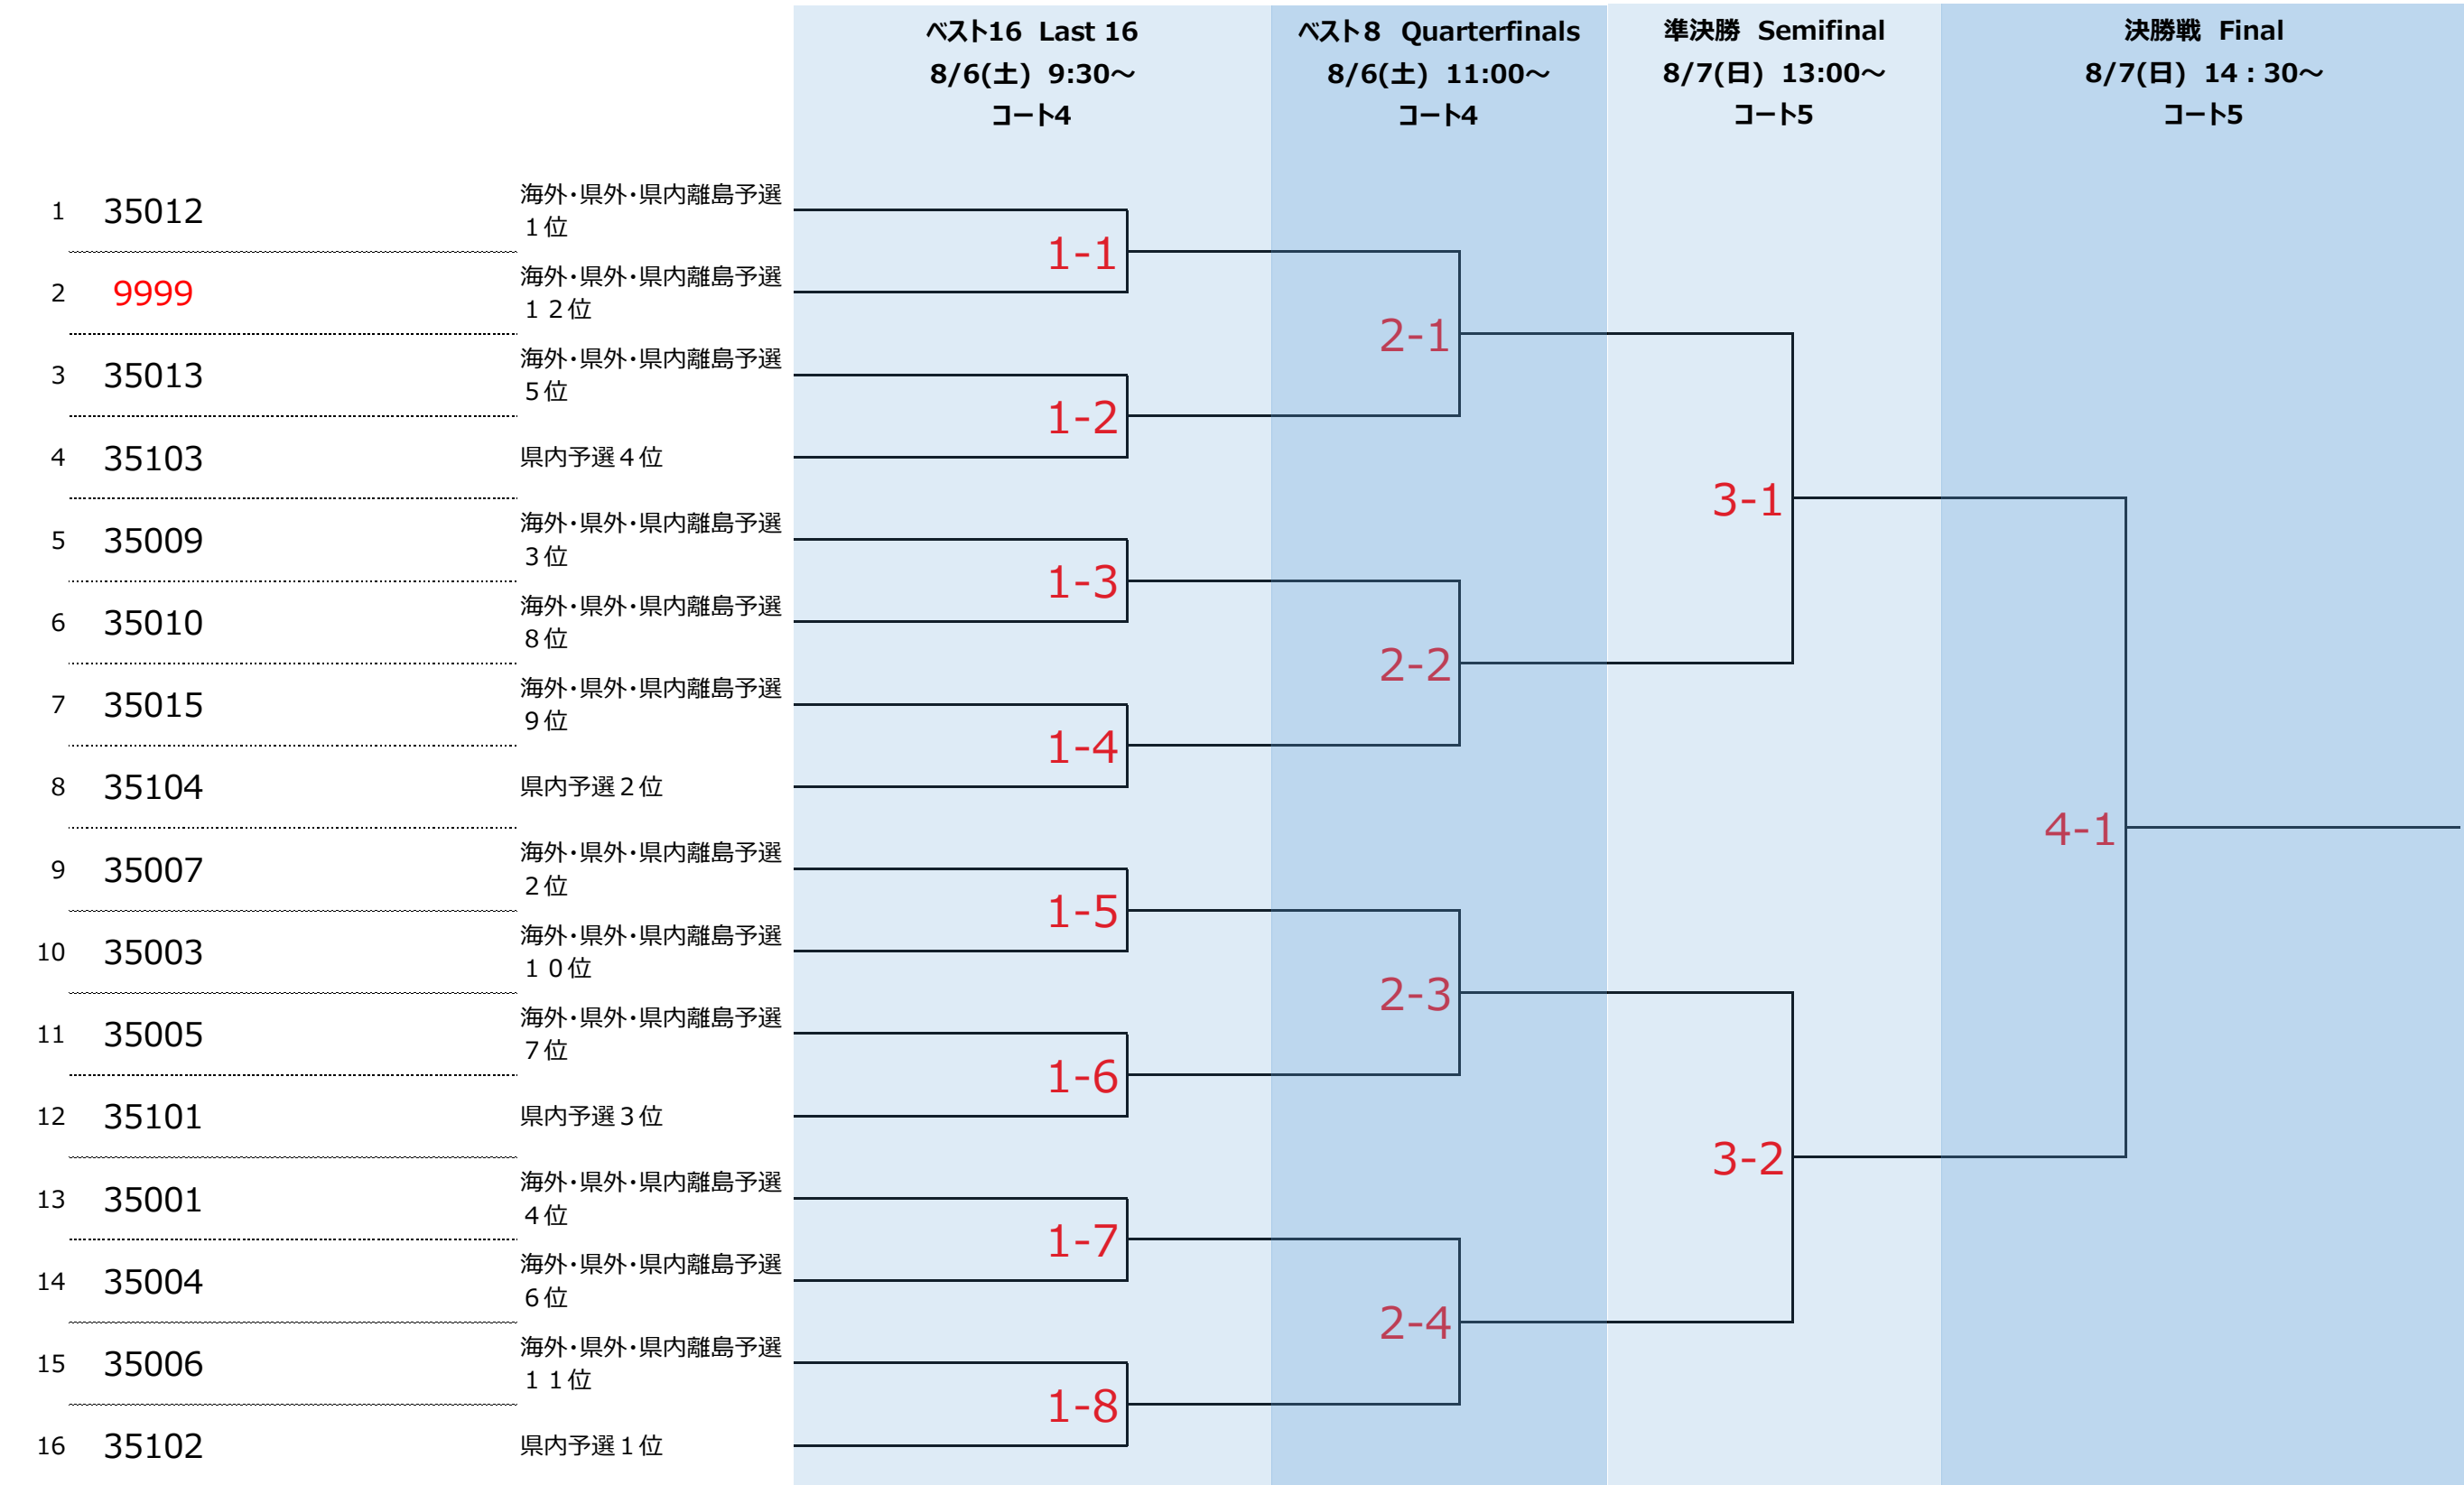 ベスト16 Last 16
8/6(土) 9:30～
コート4
ベスト８ Quarterfinals
8/6(土) 11:00～
コート4
準決勝 Semifinal
8/7(日) 13:00～
コート5
決勝戦 Final
8/7(日) 14：30～
コート5
1 35012 海外・県外・県内離島予選
１位
2 9999 海外・県外・県内離島予選
１２位
3 35013 海外・県外・県内離島予選
５位
4 35103 県内予選４位
5 35009 海外・県外・県内離島予選
３位
6 35010 海外・県外・県内離島予選
８位
7 35015 海外・県外・県内離島予選
９位
8 35104 県内予選２位
9 35007 海外・県外・県内離島予選
２位
10 35003 海外・県外・県内離島予選
１０位
11 35005 海外・県外・県内離島予選
７位
12 35101 県内予選３位
13 35001 海外・県外・県内離島予選
４位
14 35004 海外・県外・県内離島予選
６位
15 35006 海外・県外・県内離島予選
１１位
16 35102 県内予選１位
1-1
1-2
1-3
1-4
1-5
1-6
1-7
1-8
2-1
2-2
2-3
2-4
3-1
3-2
4-1